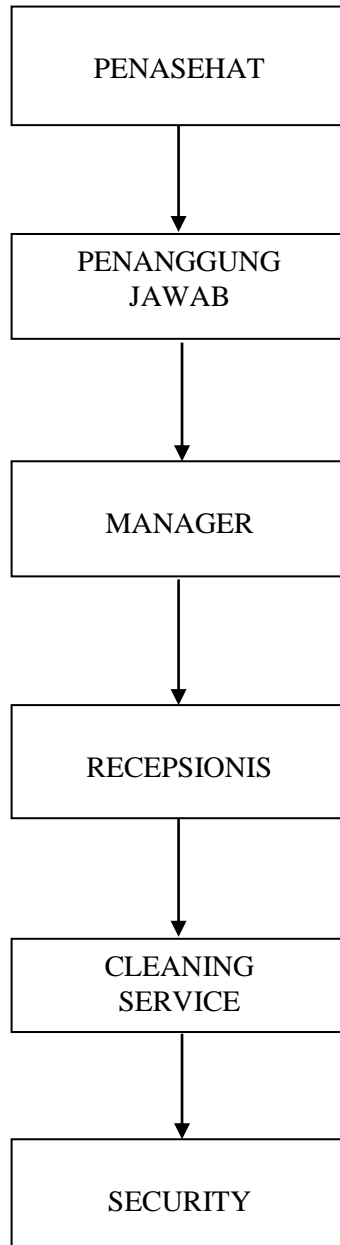 PENASEHAT
PENANGGUNG
JAWAB
MANAGER
RECEPSIONIS
CLEANING
SERVICE
SECURITY